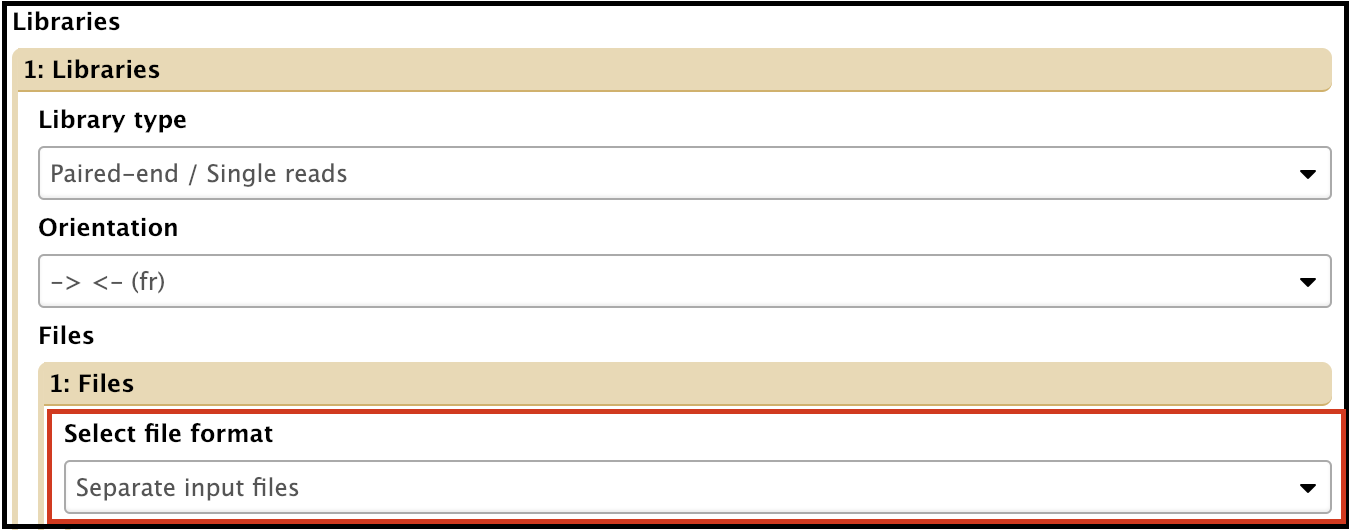 Libraries
1: Libraries
Library type
Paired-end / Single reads
Orientation
-> <- (fr)
Files
1: Files
Select file format
Separate input files